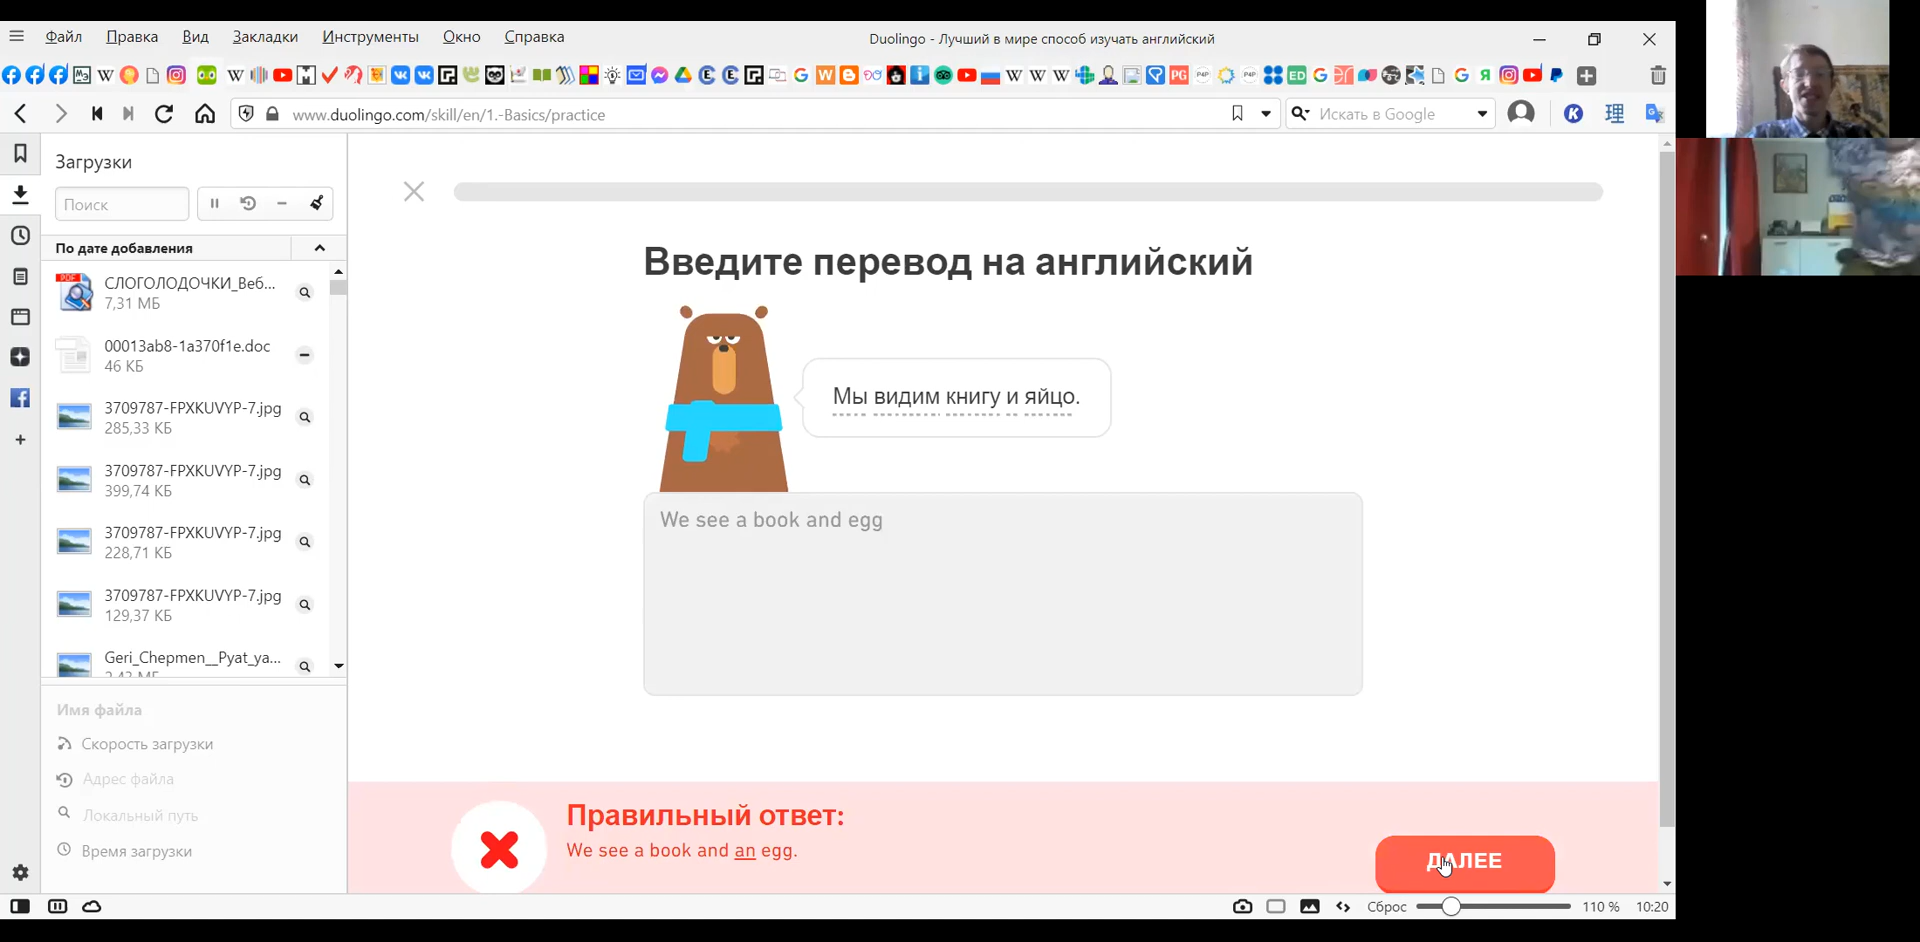 Файл Правка Вид Закладки Инструменты Окно Справка
Duolingo - Лучший в мире способ изучать английский
www.duolingo.com/skill/en/1.-Basics/practice
Искать в Google
Загрузки
Поиск
По дате добавления
СЛОГОЛОДОЧКИ_Веб...
7,31 МБ
00013ab8-1a370f1e.doc
46 КБ
3709787-FPXKUVYP-7.jpg
285,33 КБ
3709787-FPXKUVYP-7.jpg
399,74 КБ
3709787-FPXKUVYP-7.jpg
228,71 КБ
3709787-FPXKUVYP-7.jpg
129,37 КБ
Geri_Chepmen__Pyat_ya...
Имя файла
Скорость загрузки
Адрес файла
Локальный путь
Время загрузки
Введите перевод на английский
Мы видим книгу и яйцо.
We see a book and egg
Правильный ответ:
We see a book and an egg.
ДАЛЕЕ
Сброс
110 %
10:20